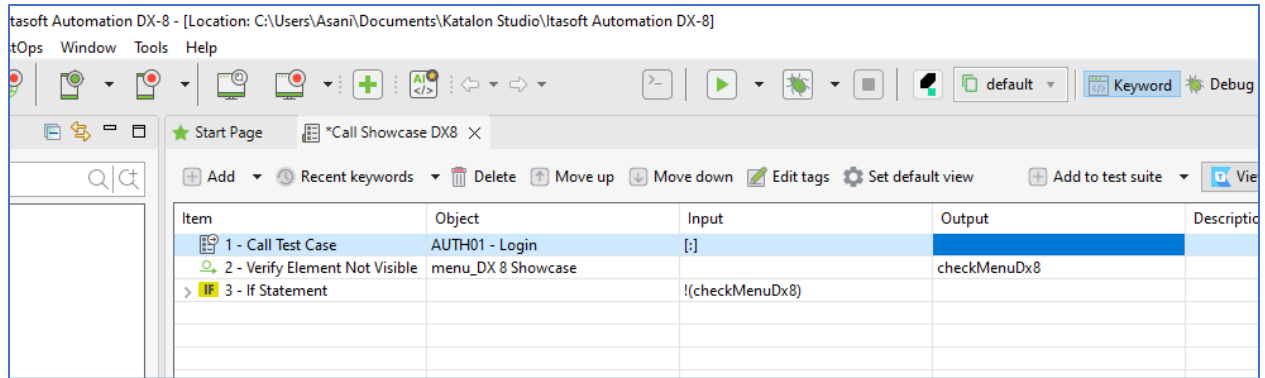 tasoft Automation DX-8 - [Location: C:\Users\Asani\Documents\Katalon Studio\Itasoft Automation DX-8]
tOps Window Tools Help
default Keyword Debug
Start Page *Call Showcase DX8
Add Recent keywords Delete Move up Move down Edit tags Set default view Add to test suite Vie
Item Object Input Output Descriptic
1 - Call Test Case AUTH01 - Login [:]
2 - Verify Element Not Visible menu_DX 8 Showcase checkMenuDx8
IF 3 - If Statement !(checkMenuDx8)